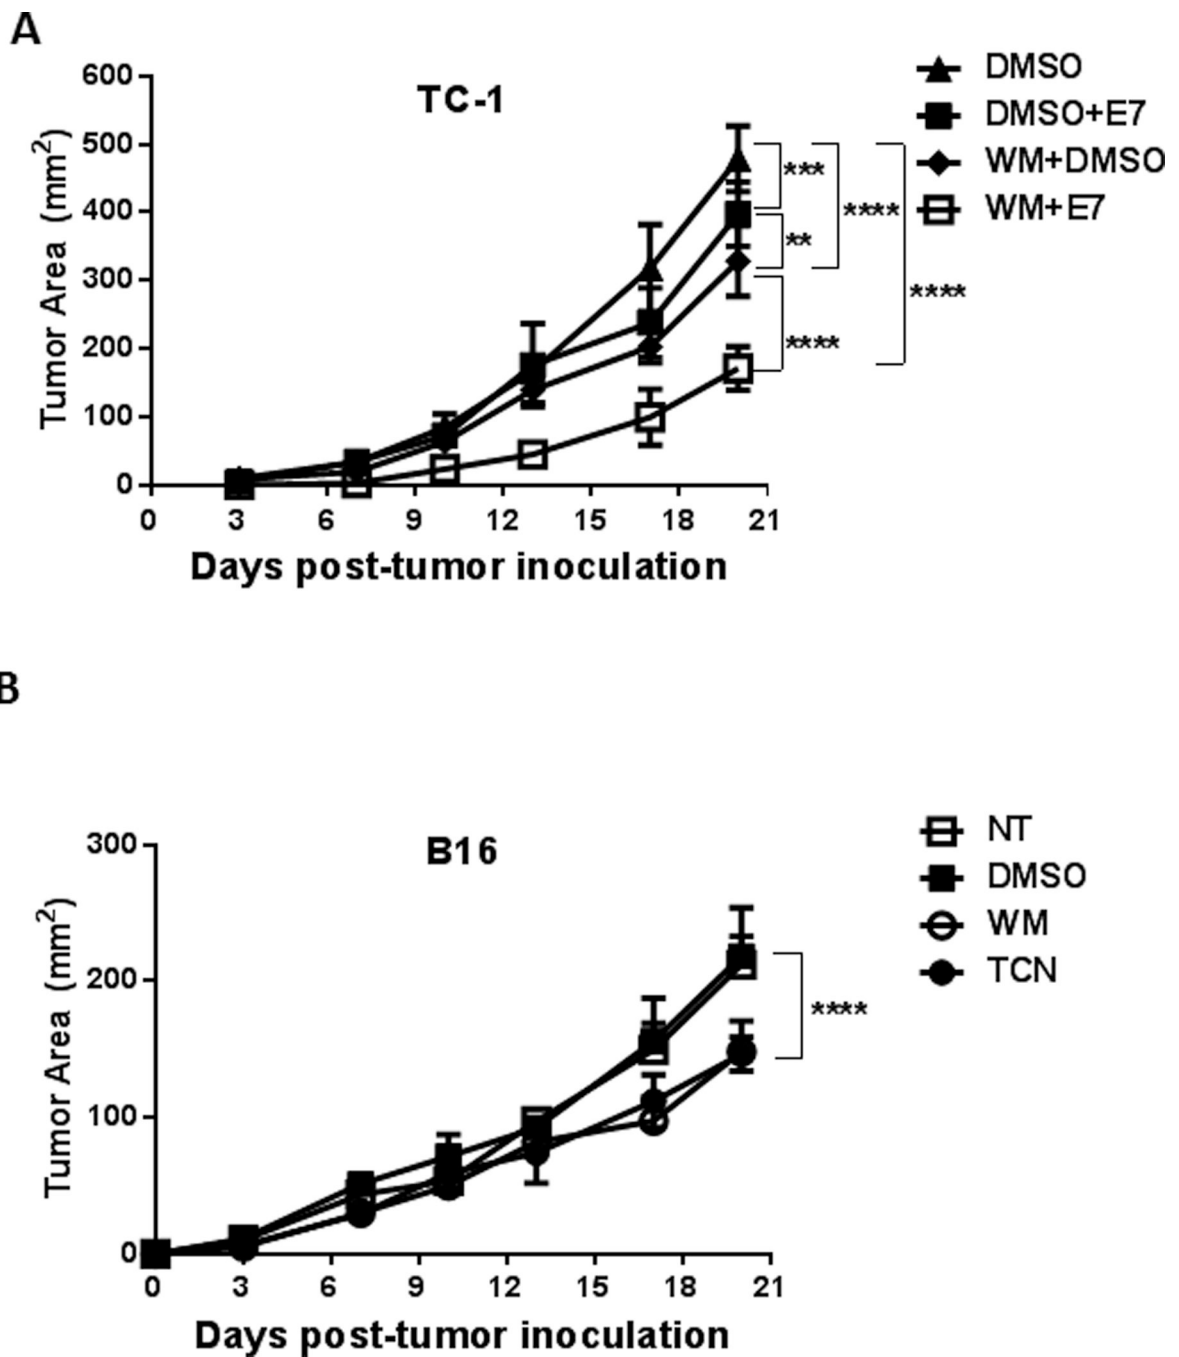 A
TC-1
600
500
400
300
200
100
0
Tumor Area (mm2)
0 3 6 9 12 15 18 21
Days post-tumor inoculation
DMSO
DMSO+E7
WM+DMSO
WM+E7
***
**
****
****
****
B
B16
300
200
100
0
Tumor Area (mm2)
0 3 6 9 12 15 18 21
Days post-tumor inoculation
NT
DMSO
WM
TCN
****